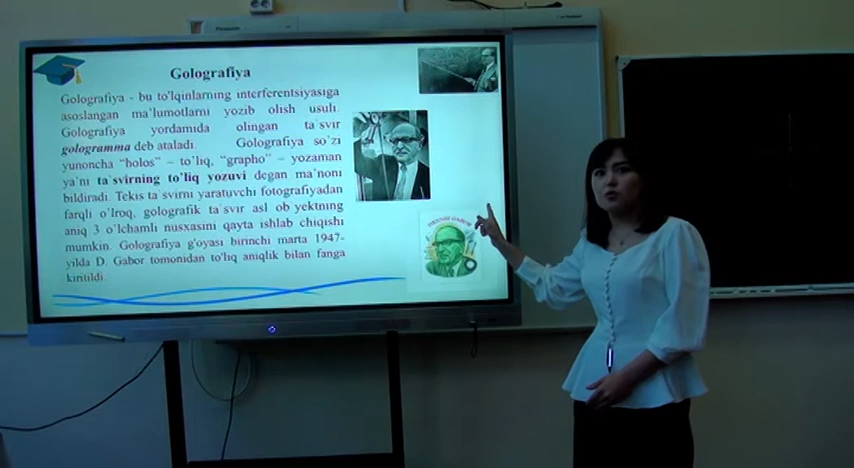 Panasonic
Golografiya
Golografiya - bu to'lqinlarning interferentsiyasiga
asoslangan ma'lumotlarni yozib olish usuli.
Golografiya yordamida olingan ta`svir
gologramma deb ataladi. Golografiya so`zi
yunoncha “holos” – to`liq, “grapho” – yozaman
ya`ni ta`svirning to`liq yozuvi degan ma`noni
bildiradi. Tekis ta`svirni yaratuvchi fotografiyadan
farqli o`lroq, golografik ta`svir asl ob`yektning
aniq 3 o`lchamli nusxasini qayta ishlab chiqishi
mumkin. Golografiya g'oyasi birinchi marta 1947-
yilda D. Gabor tomonidan to'liq aniqlik bilan fanga
kiritildi.
DENNIS GABOR